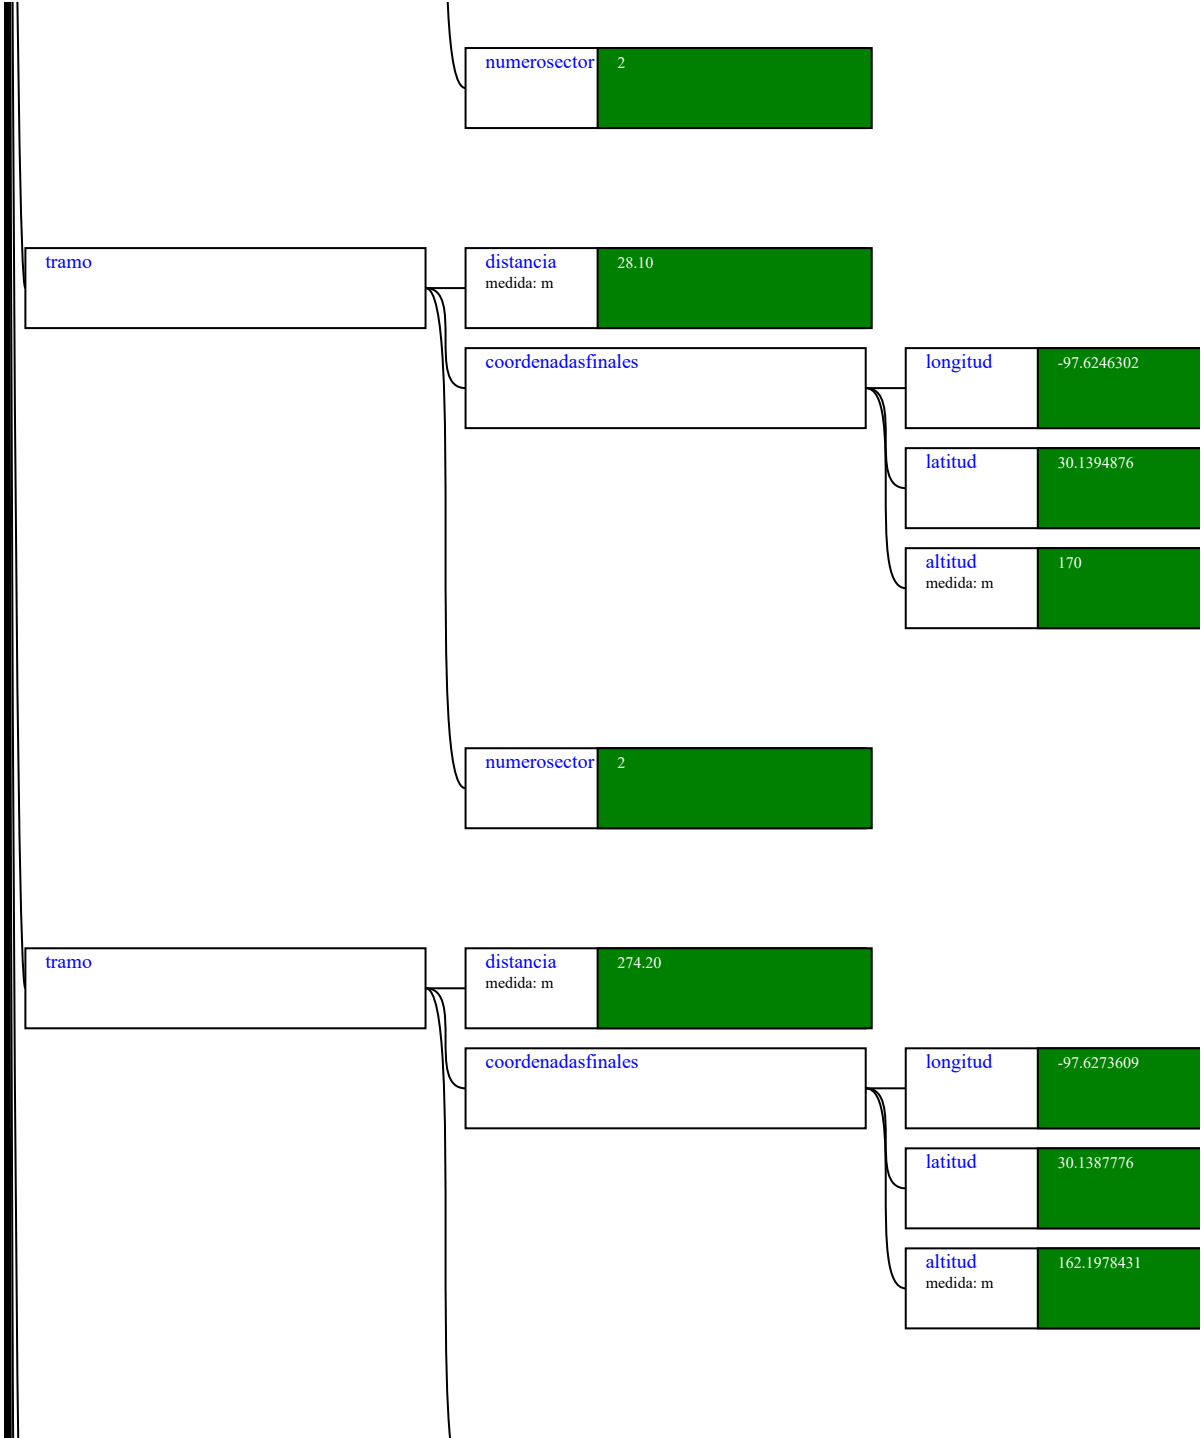 numerosector 2
tramo
distancia 28.10
medida: m
coordenadasfinales
longitud -97.6246302
latitud 30.1394876
altitud 170
medida: m
numerosector 2
tramo
distancia 274.20
medida: m
coordenadasfinales
longitud -97.6273609
latitud 30.1387776
altitud 162.1978431
medida: m